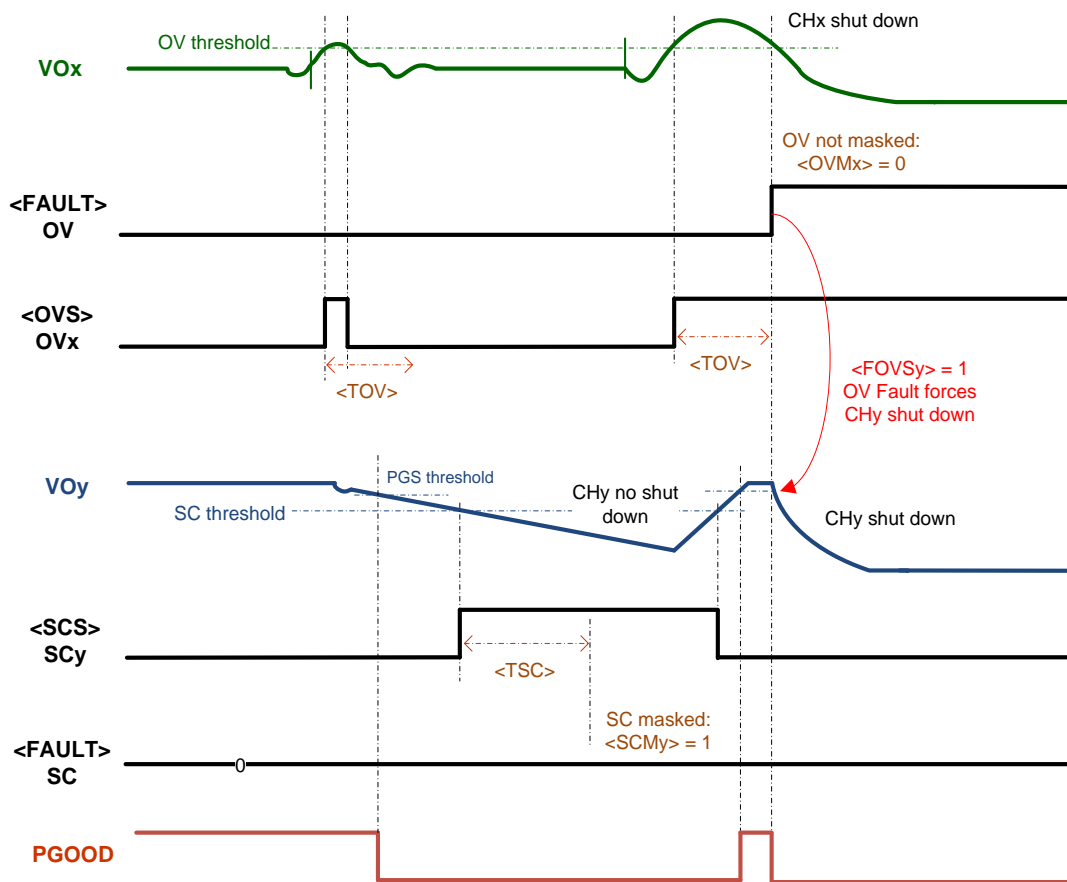 CHx shut down
OV threshold
VOx
OV not masked:
<OVMx> = 0
<FAULT>
OV
<OVS>
OVx
<TOV>
<TOV>
<FOVSy> = 1
OV Fault forces
CHy shut down
VOy
PGS threshold
SC threshold
CHy no shut
down
CHy shut down
<SCS>
SCy
<TSC>
SC masked:
<SCMy> = 1
<FAULT>
SC
0
PGOOD